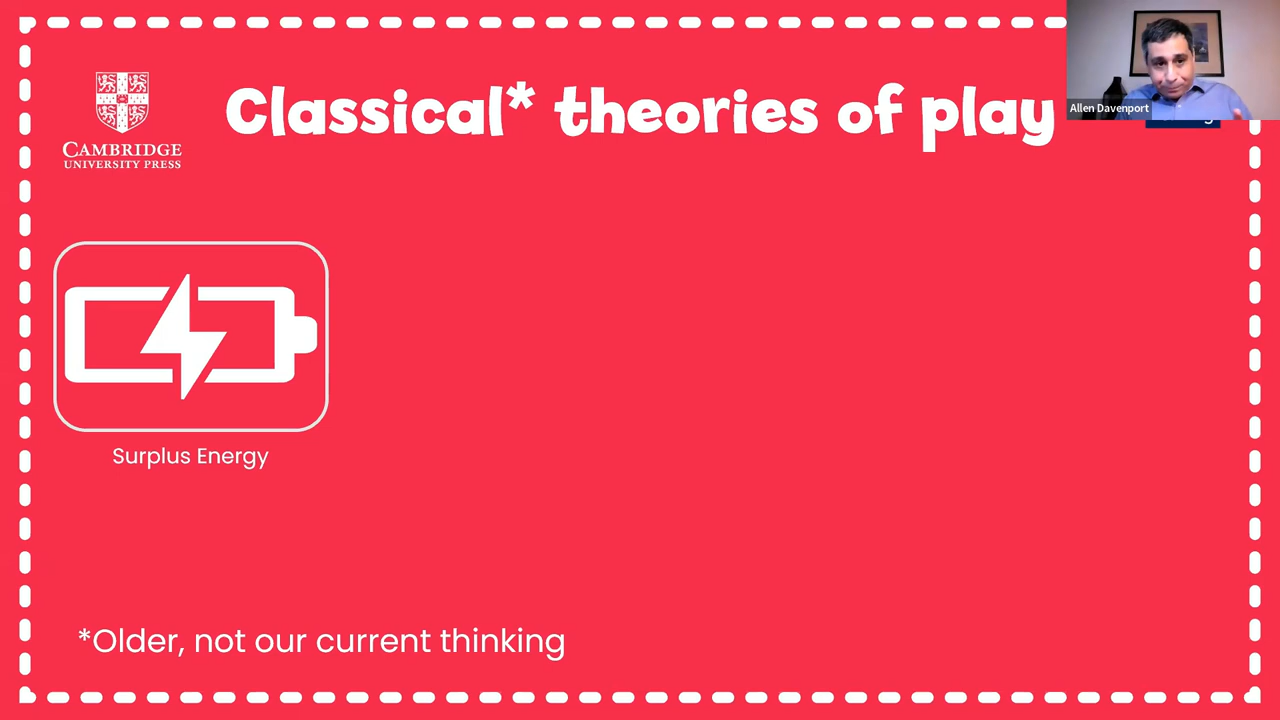 Classical* theories of play
Allen Davenport
CAMBRIDGE
UNIVERSITY PRESS
Surplus Energy
*Older, not our current thinking